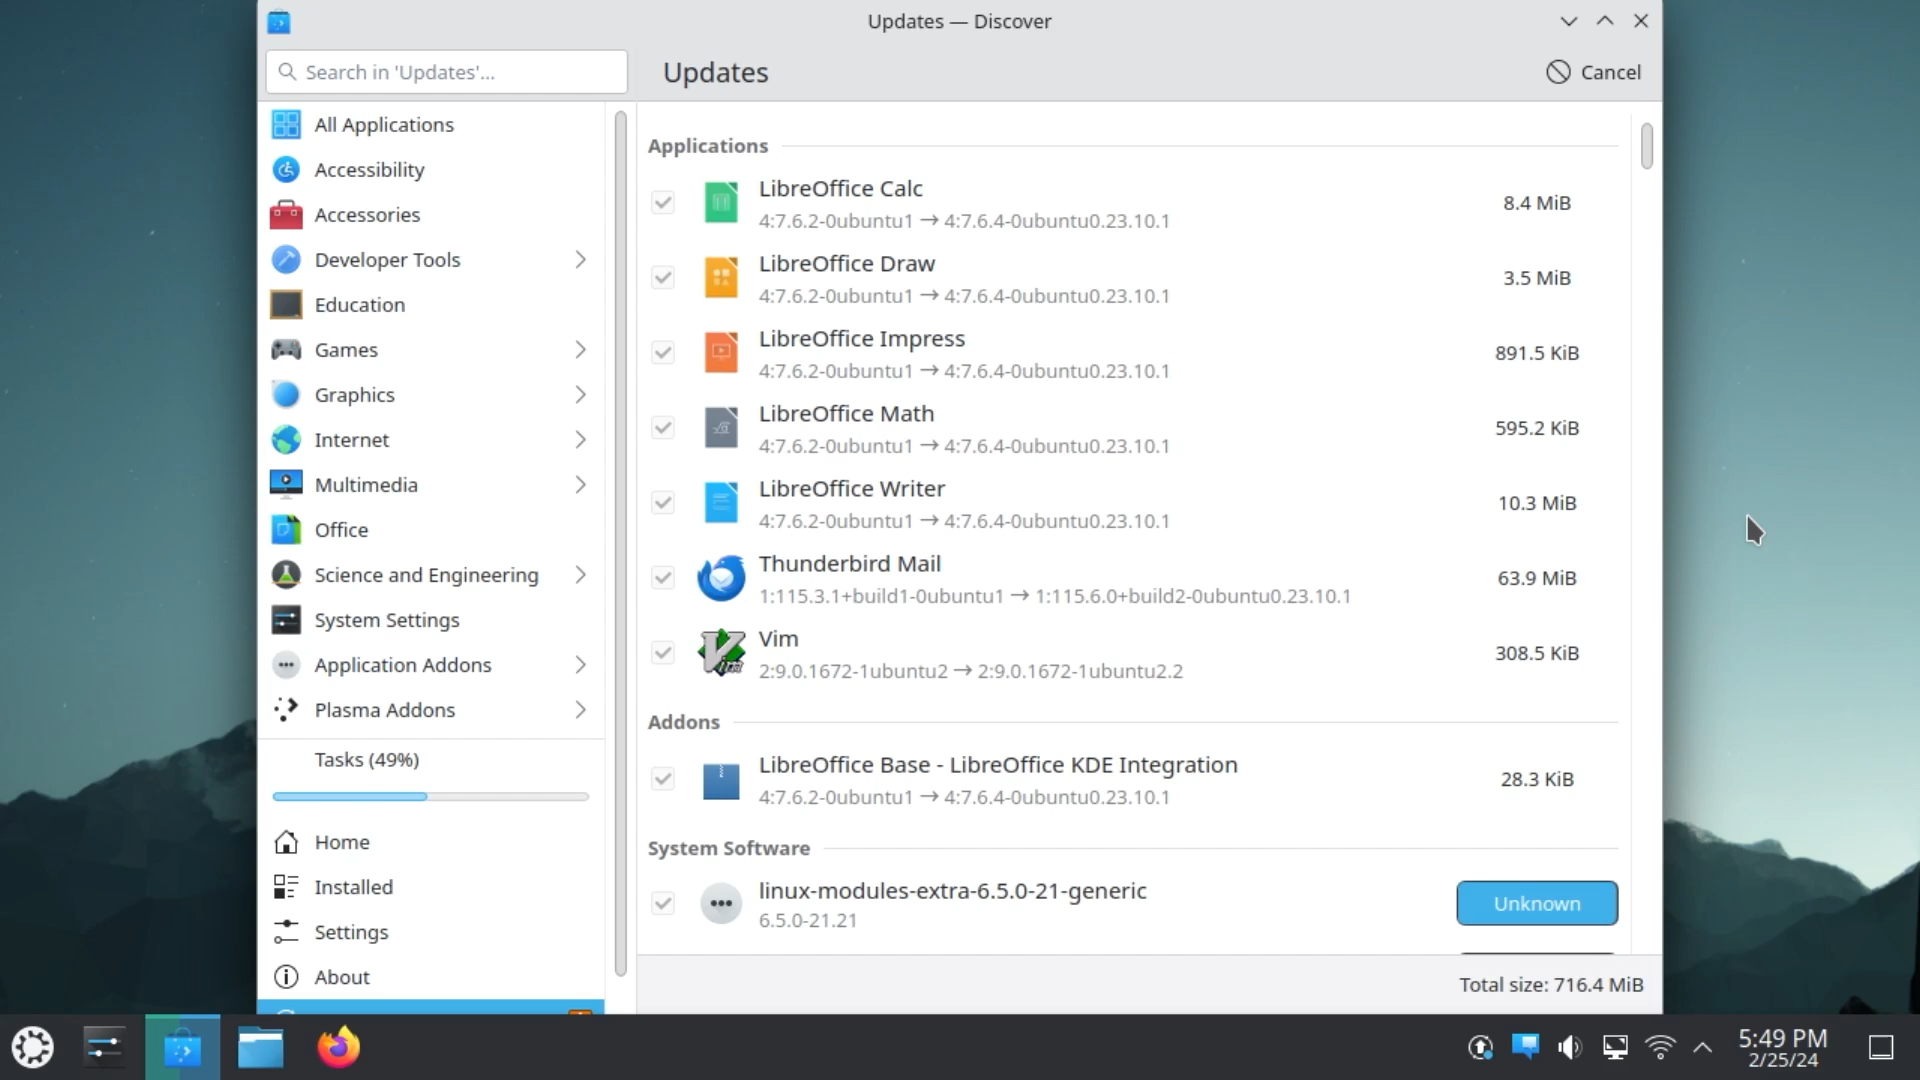 Updates — Discover
Search in 'Updates'...
Updates
Cancel
All Applications
Accessibility
Accessories
Developer Tools
Education
Games
Graphics
Internet
Multimedia
Office
Science and Engineering
System Settings
Application Addons
Plasma Addons
Tasks (49%)
Home
Installed
Settings
About
Applications
LibreOffice Calc
4:7.6.2-0ubuntu1 → 4:7.6.4-0ubuntu0.23.10.1
8.4 MiB
LibreOffice Draw
4:7.6.2-0ubuntu1 → 4:7.6.4-0ubuntu0.23.10.1
3.5 MiB
LibreOffice Impress
4:7.6.2-0ubuntu1 → 4:7.6.4-0ubuntu0.23.10.1
891.5 KiB
LibreOffice Math
4:7.6.2-0ubuntu1 → 4:7.6.4-0ubuntu0.23.10.1
595.2 KiB
LibreOffice Writer
4:7.6.2-0ubuntu1 → 4:7.6.4-0ubuntu0.23.10.1
10.3 MiB
Thunderbird Mail
1:115.3.1+build1-0ubuntu1 → 1:115.6.0+build2-0ubuntu0.23.10.1
63.9 MiB
Vim
2:9.0.1672-1ubuntu2 → 2:9.0.1672-1ubuntu2.2
308.5 KiB
Addons
LibreOffice Base - LibreOffice KDE Integration
4:7.6.2-0ubuntu1 → 4:7.6.4-0ubuntu0.23.10.1
28.3 KiB
System Software
linux-modules-extra-6.5.0-21-generic
6.5.0-21.21
Unknown
Total size: 716.4 MiB
5:49 PM
2/25/24